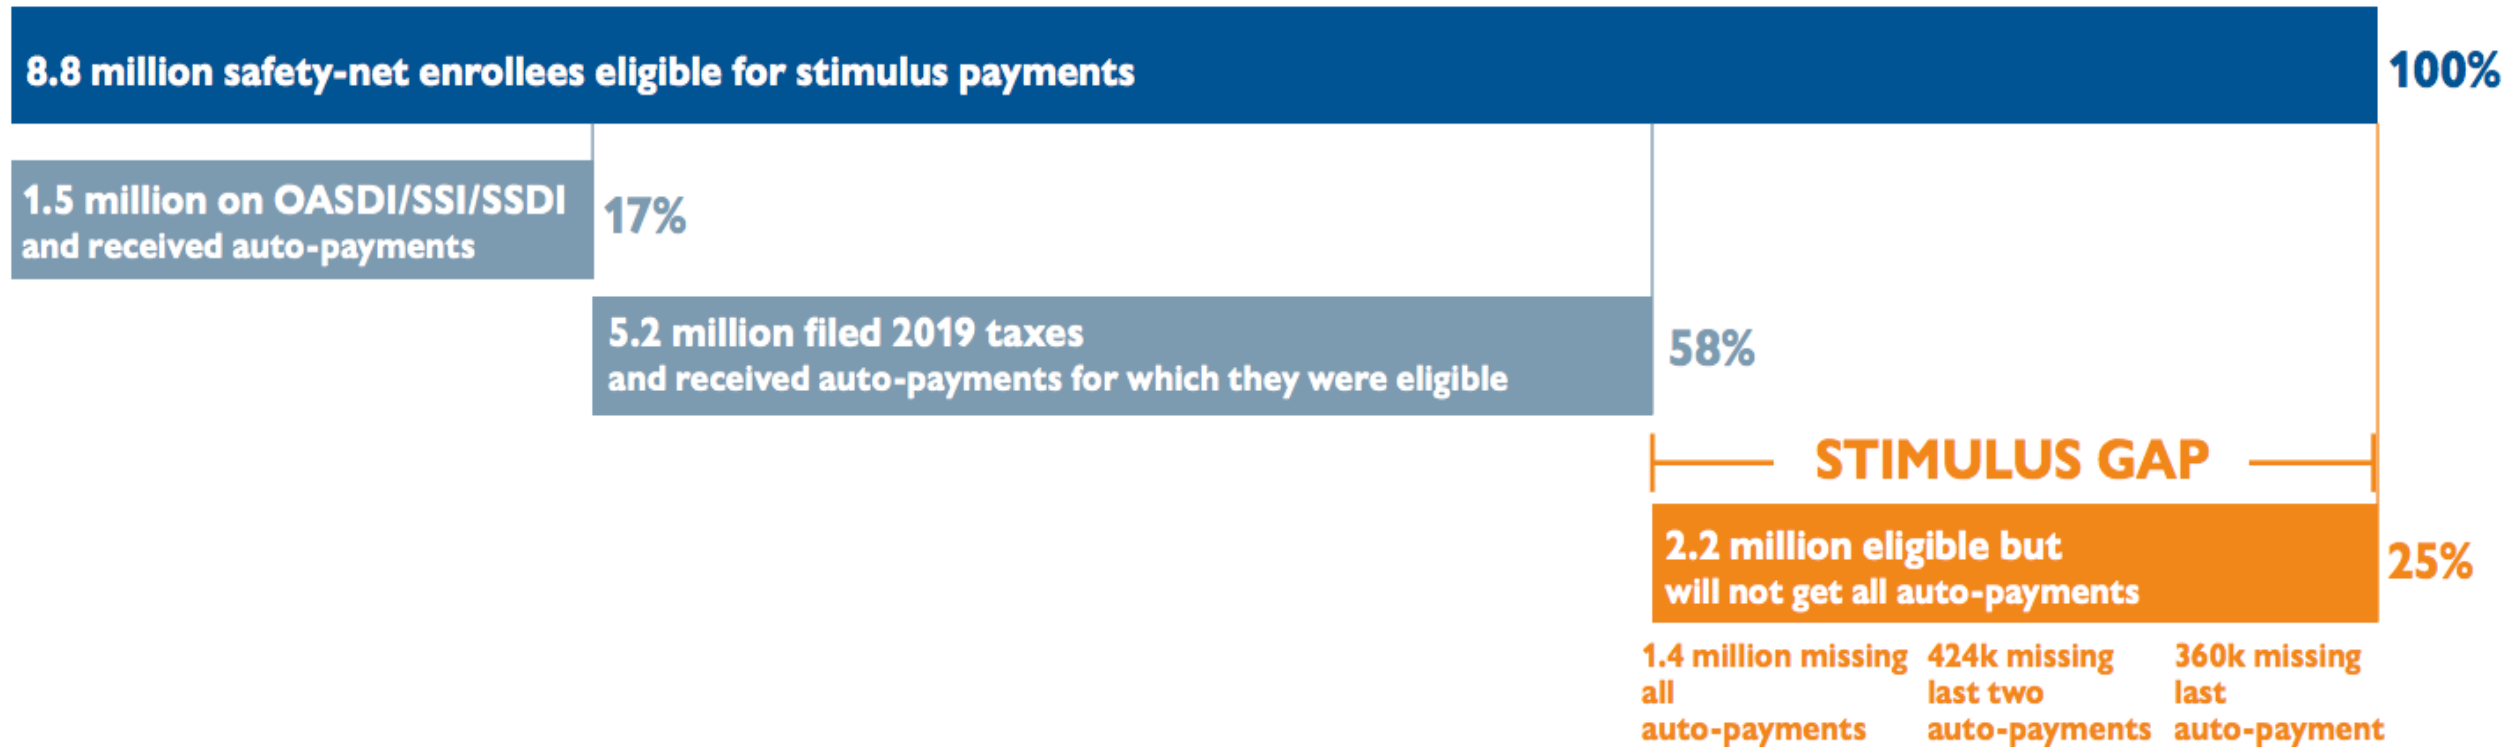 8.8 million safety-net enrollees eligible for stimulus payments
100%
1.5 million on OASDI/SSI/SSDI
and received auto-payments
17%
5.2 million filed 2019 taxes
and received auto-payments for which they were eligible
58%
STIMULUS GAP
2.2 million eligible but
will not get all auto-payments
25%
1.4 million missing
all
auto-payments
424k missing
last two
auto-payments
360k missing
last
auto-payment